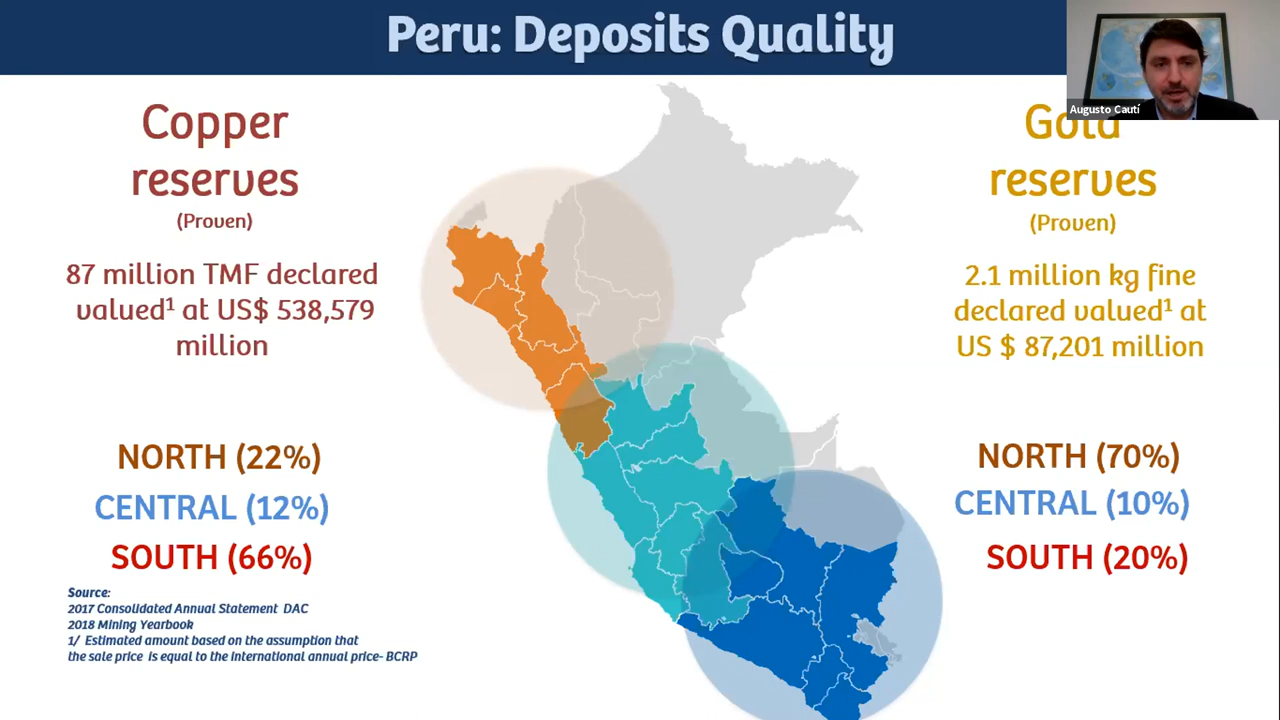 Peru: Deposits Quality
Augusto Cautí
Copper
reserves
(Proven)
87 million TMF declared
valued¹ at US$ 538,579
million
NORTH (22%)
CENTRAL (12%)
SOUTH (66%)
Source:
2017 Consolidated Annual Statement DAC
2018 Mining Yearbook
1/ Estimated amount based on the assumption that
the sale price is equal to the international annual price- BCRP
Gold
reserves
(Proven)
2.1 million kg fine
declared valued¹ at
US $ 87,201 million
NORTH (70%)
CENTRAL (10%)
SOUTH (20%)